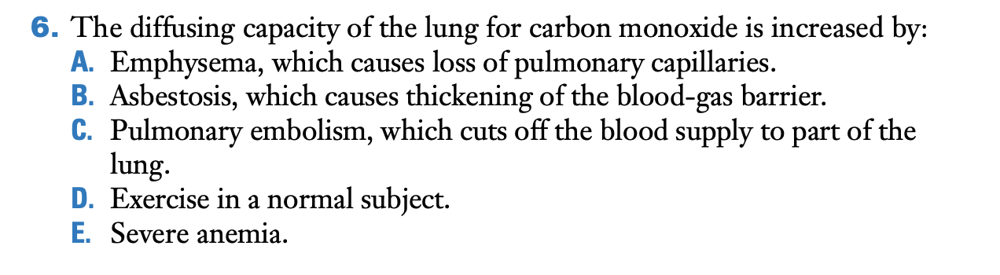 6. The diffusing capacity of the lung for carbon monoxide is increased by:
A. Emphysema, which causes loss of pulmonary capillaries.
B. Asbestosis, which causes thickening of the blood-gas barrier.
C. Pulmonary embolism, which cuts off the blood supply to part of the
lung.
D. Exercise in a normal subject.
E. Severe anemia.